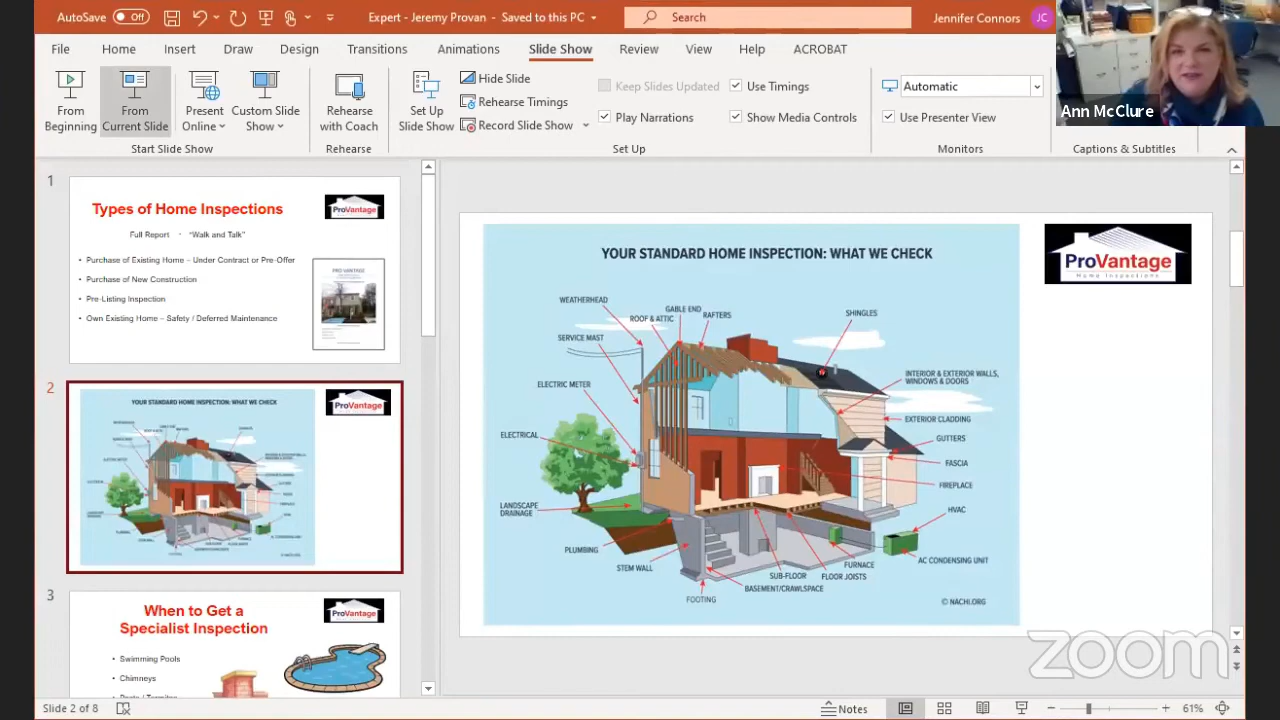 AutoSave Off
Expert - Jeremy Provan - Saved to this PC
Search
Jennifer Connors JC
File Home Insert Draw Design Transitions Animations Slide Show Review View Help ACROBAT
From Beginning
From Current Slide
Present Online
Custom Slide Show
Rehearse with Coach
Set Up Slide Show
Hide Slide
Rehearse Timings
Record Slide Show
Keep Slides Updated
Play Narrations
Use Timings
Show Media Controls
Automatic
Use Presenter View
Start Slide Show
Rehearse
Set Up
Monitors
Captions & Subtitles
Ann McClure
1
Types of Home Inspections
ProVantage
Full Report - "Walk and Talk"
• Purchase of Existing Home – Under Contract or Pre-Offer
• Purchase of New Construction
• Pre-Listing Inspection
• Own Existing Home – Safety / Deferred Maintenance
PRO VANTAGE
2
YOUR STANDARD HOME INSPECTION: WHAT WE CHECK
ProVantage
3
When to Get a
Specialist Inspection
ProVantage
• Swimming Pools
• Chimneys
YOUR STANDARD HOME INSPECTION: WHAT WE CHECK
ProVantage
Home Inspections
WEATHERHEAD
GABLE END
ROOF & ATTIC
RAFTERS
SHINGLES
SERVICE MAST
ELECTRIC METER
INTERIOR & EXTERIOR WALLS,
WINDOWS & DOORS
EXTERIOR CLADDING
ELECTRICAL
GUTTERS
FASCIA
FIREPLACE
LANDSCAPE
DRAINAGE
HVAC
PLUMBING
STEM WALL
AC CONDENSING UNIT
FURNACE
SUB-FLOOR
FLOOR JOISTS
BASEMENT/CRAWLSPACE
FOOTING
© NACHI.ORG
zoom
Slide 2 of 8
Notes
61%